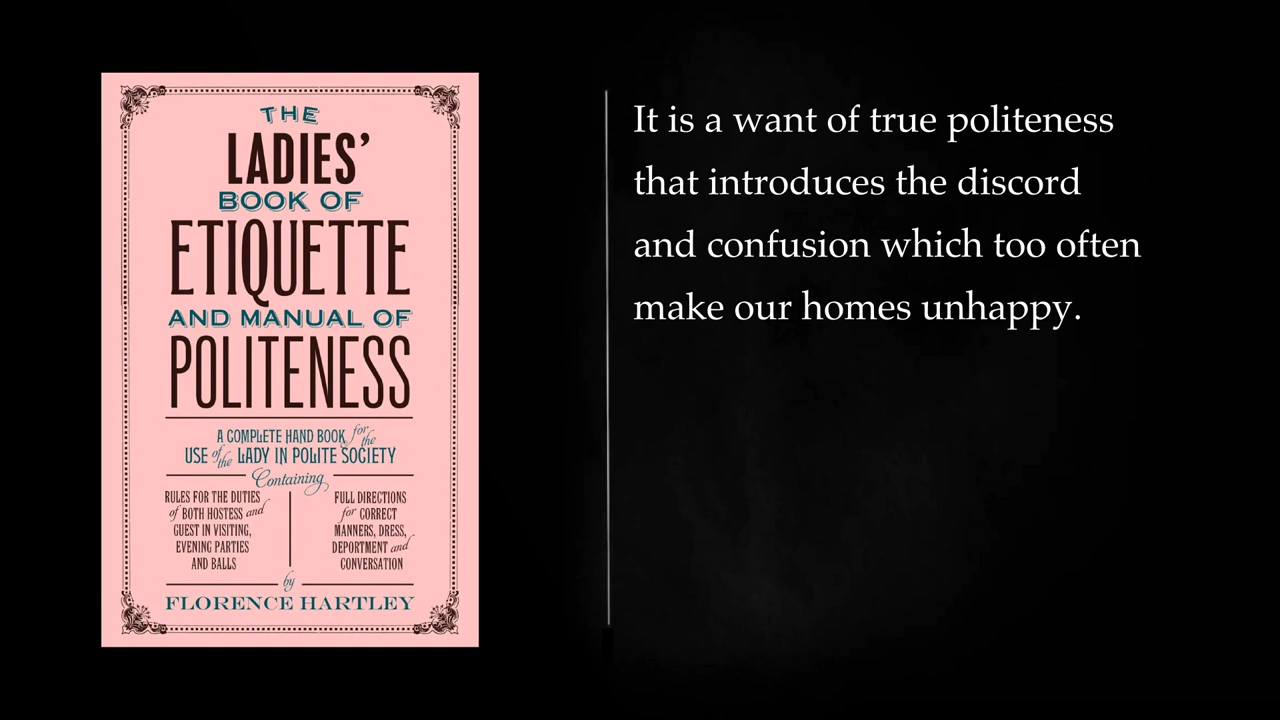 THE
LADIES'
BOOK OF
ETIQUETTE
AND MANUAL OF
POLITENESS
A COMPLETE HAND BOOK for the
USE of the LADY IN POLITE SOCIETY
Containing
RULES FOR THE DUTIES
of BOTH HOSTESS and
GUEST IN VISITING,
EVENING PARTIES
AND BALLS
FULL DIRECTIONS
for CORRECT
MANNERS, DRESS,
DEPORTMENT and
CONVERSATION
by
FLORENCE HARTLEY
It is a want of true politeness
that introduces the discord
and confusion which too often
make our homes unhappy.